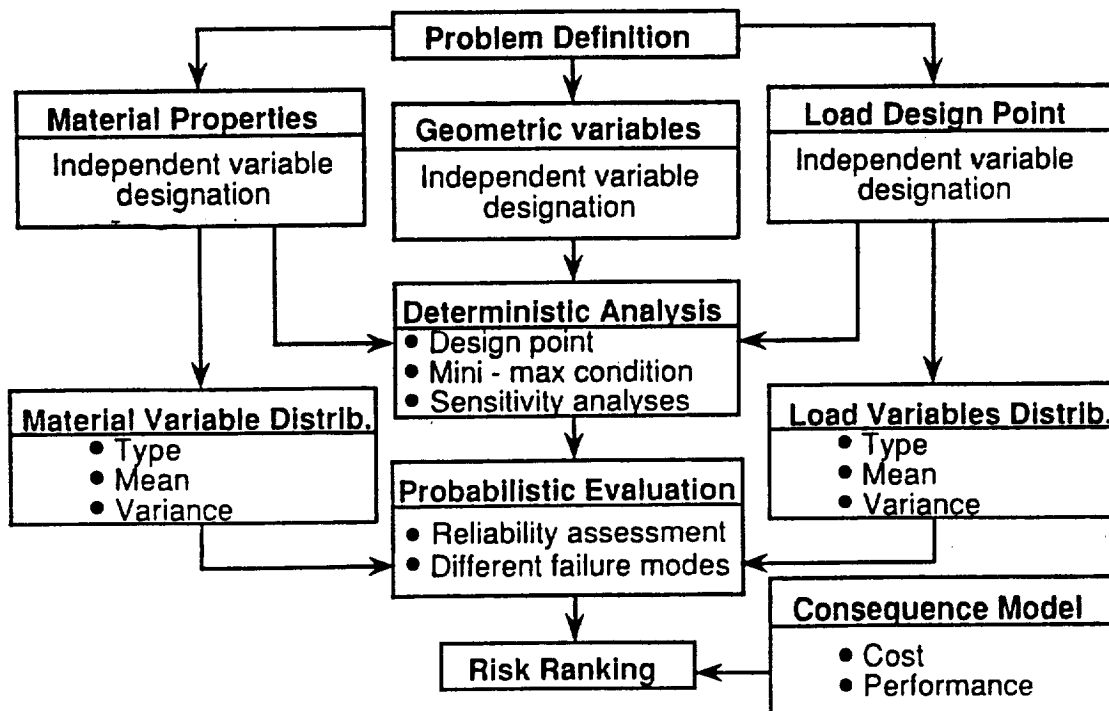 Problem Definition
Material Properties
Independent variable
designation
Geometric variables
Independent variable
designation
Load Design Point
Independent variable
designation
Deterministic Analysis
• Design point
• Mini - max condition
• Sensitivity analyses
Material Variable Distrib.
• Type
• Mean
• Variance
Load Variables Distrib.
• Type
• Mean
• Variance
Probabilistic Evaluation
• Reliability assessment
• Different failure modes
Consequence Model
• Cost
• Performance
Risk Ranking